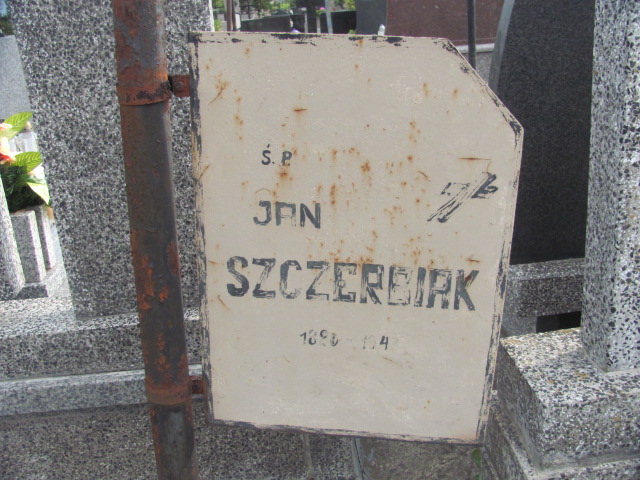 Ś. P.
JAN
SZCZERBIAK